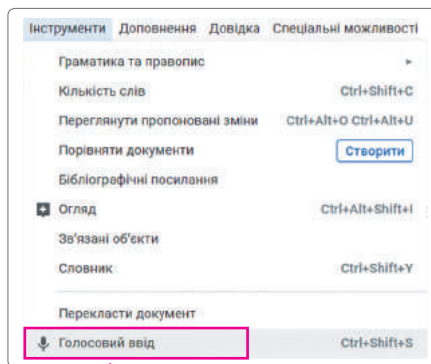 Інструменти Доповнення Довідка Спеціальні можливості
Граматика та правопис
Кількість слів Ctrl+Shift+C
Переглянути пропоновані зміни Ctrl+Alt+O Ctrl+Alt+U
Порівняти документи Створити
Бібліографічні посилання
Огляд Ctrl+Alt+Shift+I
Зв'язані об'єкти
Словник Ctrl+Shift+Y
Перекласти документ
Голосовий ввід Ctrl+Shift+S